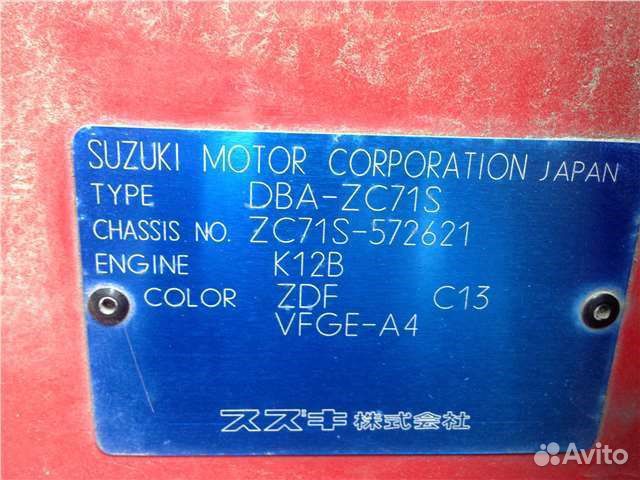 SUZUKI MOTOR CORPORATION JAPAN
TYPE DBA-ZC71S
CHASSIS NO. ZC71S-572621
ENGINE K12B
COLOR ZDF C13
VFGE-A4
スズキ株式会社
Avito